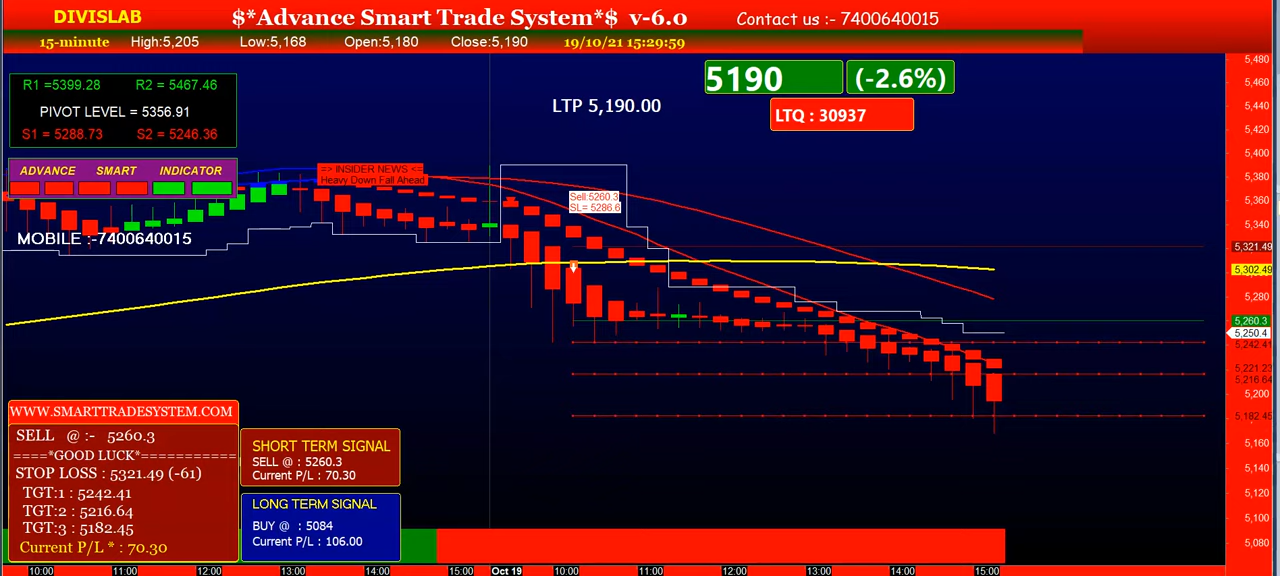 DIVISLAB
$*Advance Smart Trade System*$ v-6.0
Contact us :- 7400640015
15-minute High:5,205 Low:5,168 Open:5,180 Close:5,190 19/10/21 15:29:59
R1 =5399.28 R2 = 5467.46
PIVOT LEVEL = 5356.91
S1 = 5288.73 S2 = 5246.36
5190 (-2.6%)
LTP 5,190.00
LTQ : 30937
ADVANCE SMART INDICATOR
=> INSIDER NEWS <=
Heavy Down Fall Ahead
Sell:5260.3
SL= 5286.6
MOBILE :-7400640015
5,480
5,460
5,440
5,420
5,400
5,380
5,360
5,340
5,321.49
5,302.49
5,280
5,260.3
5,250.4
5,242.41
5,221.23
5,216.64
5,200
5,182.45
5,160
5,140
5,120
5,100
5,080
WWW.SMARTTRADESYSTEM.COM
SELL @ :- 5260.3
====*GOOD LUCK*===========
STOP LOSS : 5321.49 (-61)
TGT:1 : 5242.41
TGT:2 : 5216.64
TGT:3 : 5182.45
Current P/L * : 70.30
SHORT TERM SIGNAL
SELL @ : 5260.3
Current P/L : 70.30
LONG TERM SIGNAL
BUY @ : 5084
Current P/L : 106.00
10:00 11:00 12:00 13:00 14:00 15:00 Oct 19 10:00 11:00 12:00 13:00 14:00 15:00